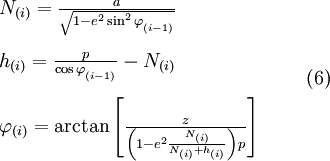 N_{(i)} = \frac{a}{\sqrt{1-e^2 \sin^2 \varphi_{(i-1)}}}
h_{(i)} = \frac{p}{\cos \varphi_{(i-1)}} - N_{(i)}
(6)
\varphi_{(i)} = \arctan \left[ \frac{z}{\left(1-e^2 \frac{N_{(i)}}{N_{(i)}+h_{(i)}}\right)p} \right]